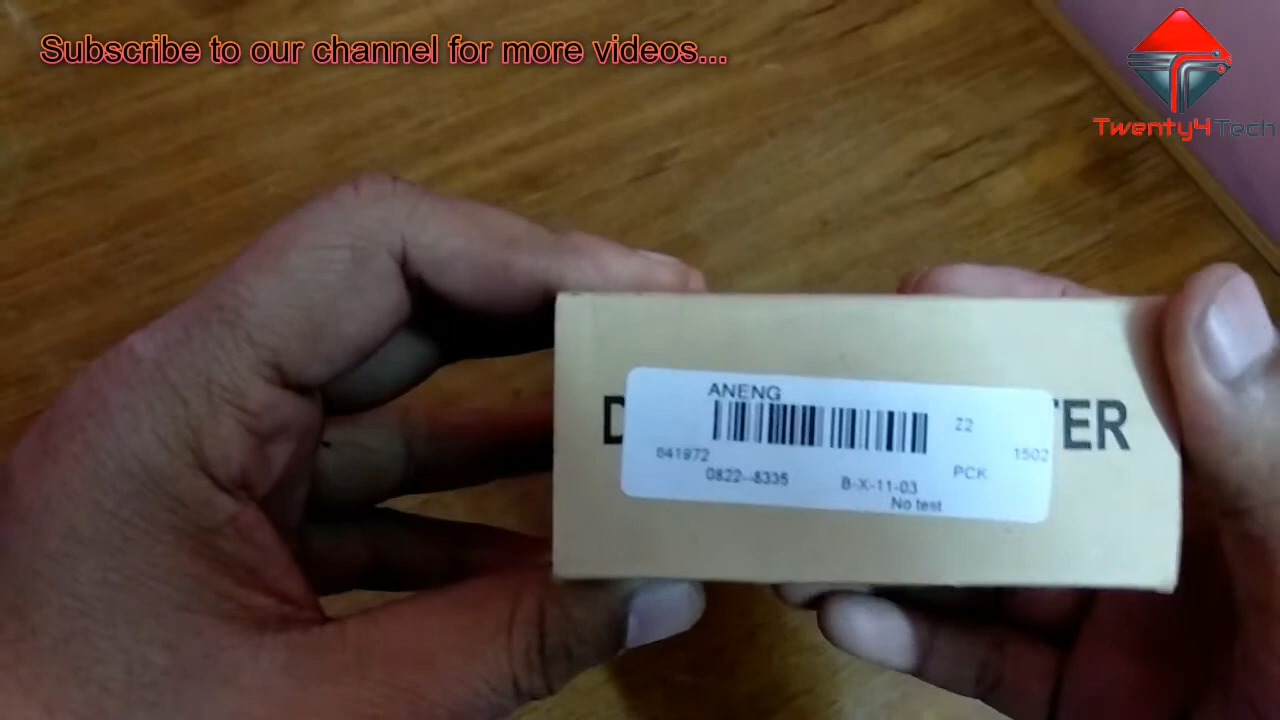 Subscribe to our channel for more videos...
Twenty4Tech
ANENG
Z2
641972
1502
0822--8335
B-X-11-03
PCK
No test
D
TER